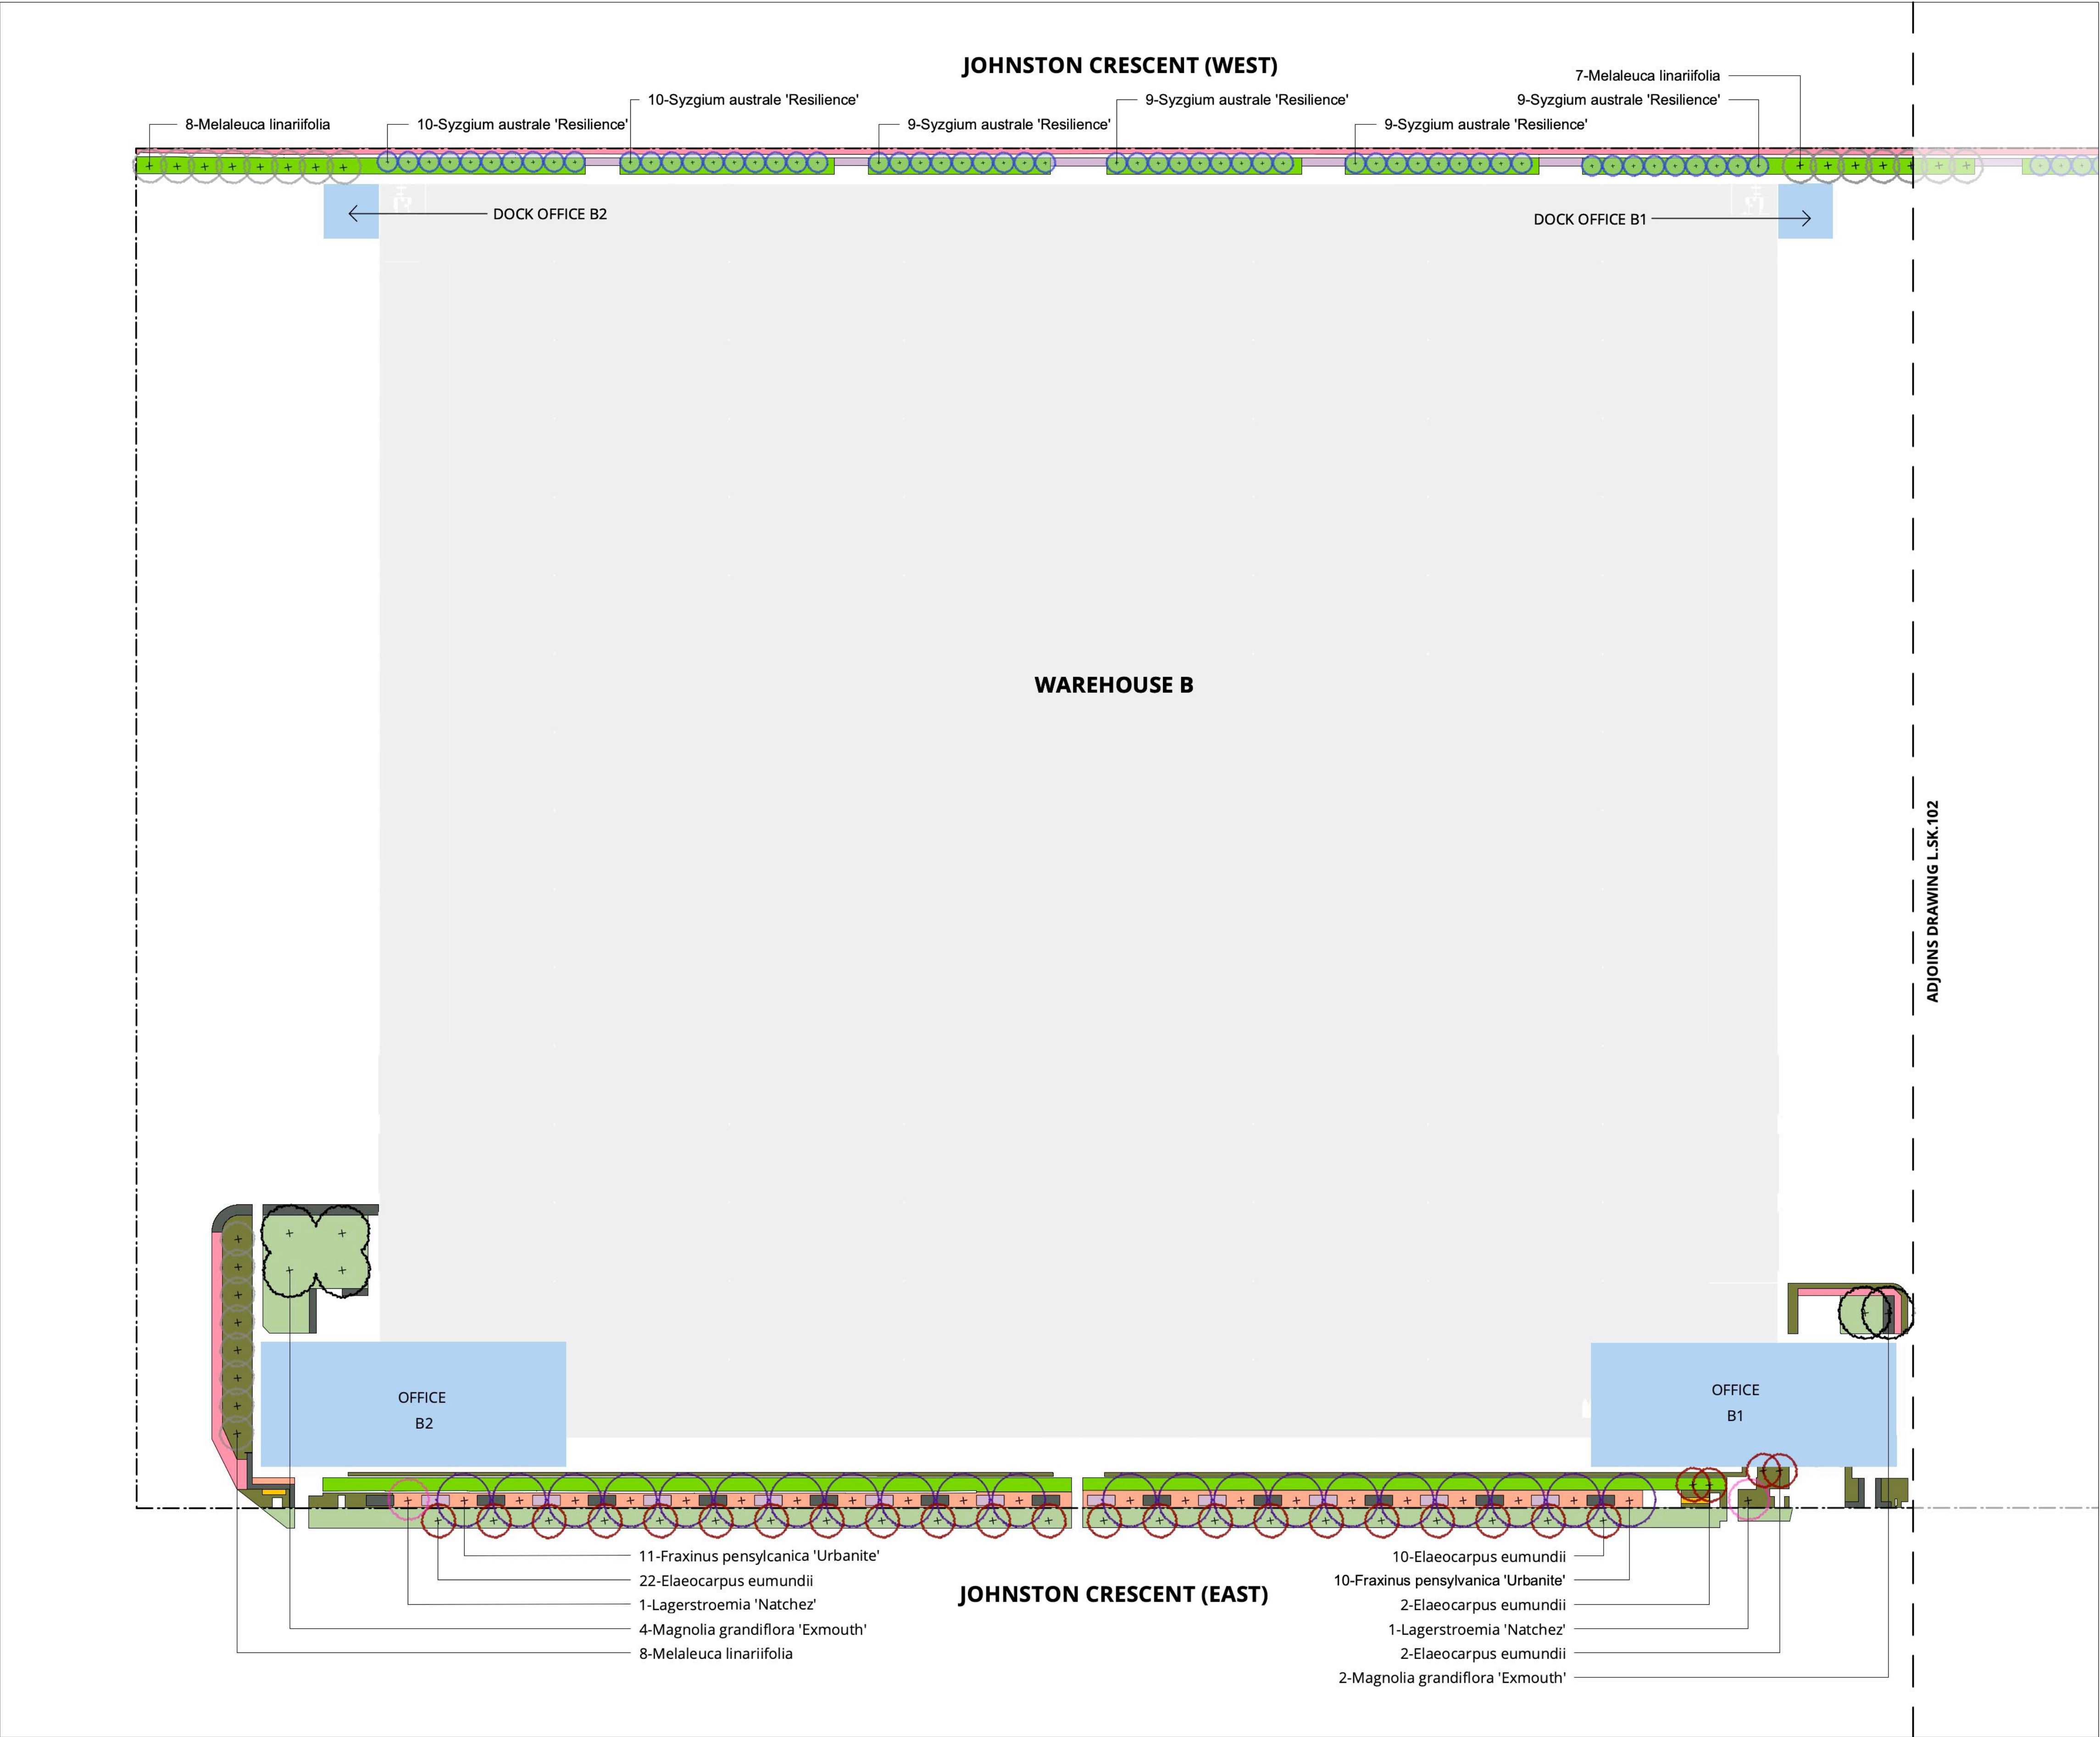 JOHNSTON CRESCENT (WEST)
7-Melaleuca linariifolia
10-Syzgium australe 'Resilience'
9-Syzgium australe 'Resilience'
9-Syzgium australe 'Resilience'
8-Melaleuca linariifolia
10-Syzgium australe 'Resilience'
9-Syzgium australe 'Resilience'
9-Syzgium australe 'Resilience'
DOCK OFFICE B2
DOCK OFFICE B1
WAREHOUSE B
ADJOINS DRAWING L.SK.102
OFFICE
B2
OFFICE
B1
11-Fraxinus pensylcanica 'Urbanite'
22-Elaeocarpus eumundii
1-Lagerstroemia 'Natchez'
4-Magnolia grandiflora 'Exmouth'
8-Melaleuca linariifolia
JOHNSTON CRESCENT (EAST)
10-Elaeocarpus eumundii
10-Fraxinus pensylvanica 'Urbanite'
2-Elaeocarpus eumundii
1-Lagerstroemia 'Natchez'
2-Elaeocarpus eumundii
2-Magnolia grandiflora 'Exmouth'